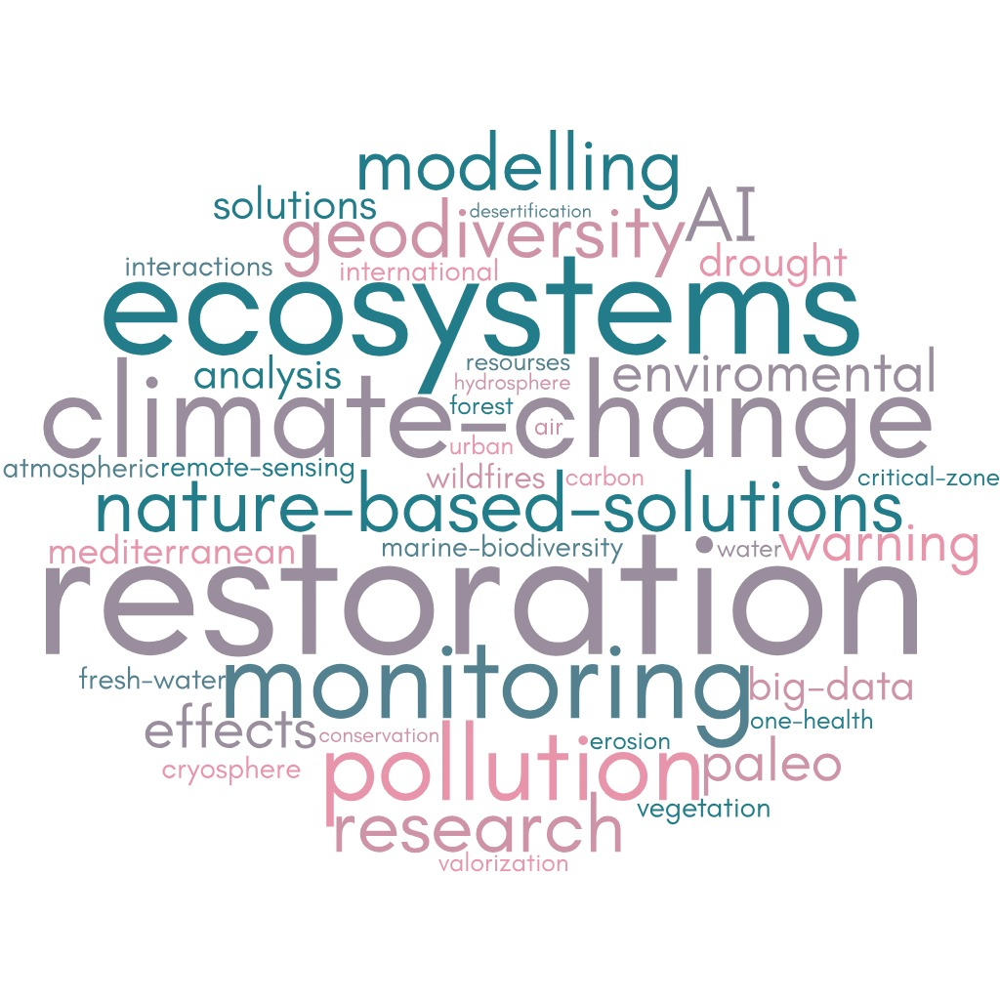 modelling
solutions
desertification
AI
geodiversity
interactions
international
drought
ecosystems
analysis
resourses
enviromental
hydrosphere
climate-change
forest
air
urban
atmospheric
remote-sensing
wildfires
carbon
critical-zone
nature-based-solutions
mediterranean
marine-biodiversity
water
warning
restoration
fresh-water
monitoring
big-data
effects
one-health
conservation
erosion
cryosphere
pollution
paleo
vegetation
research
valorization